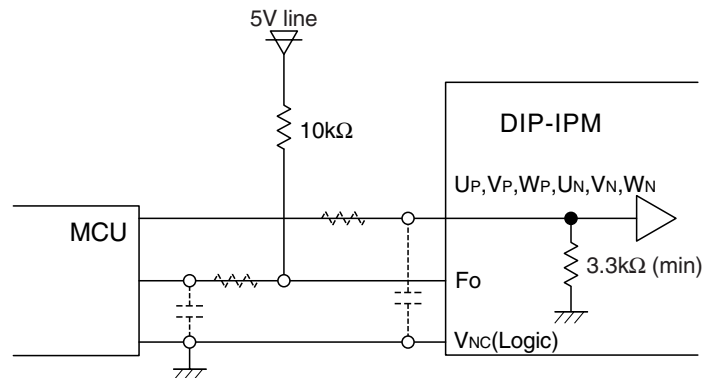 5V line
10kΩ
DIP-IPM
UP,VP,WP,UN,VN,WN
MCU
3.3kΩ (min)
Fo
VNC(Logic)